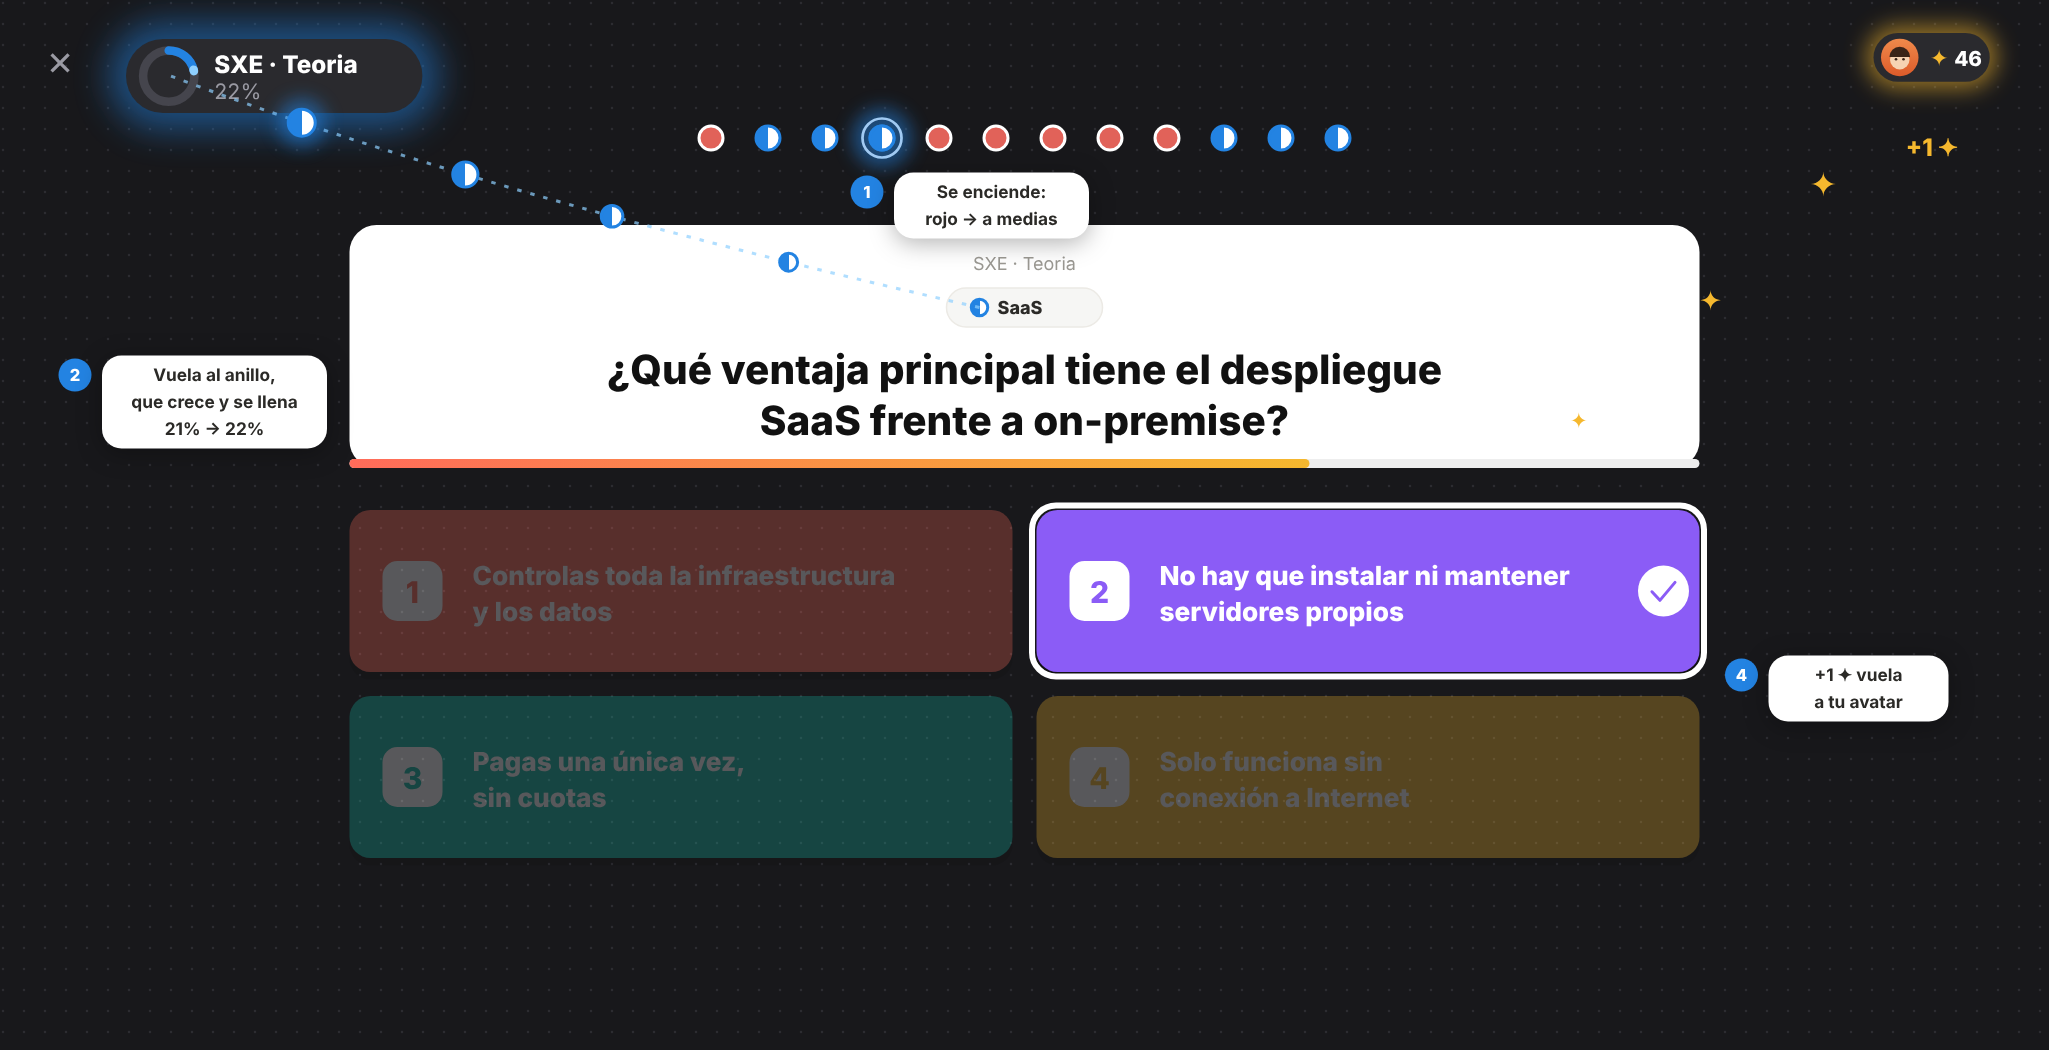 SXE · Teoria
22%
✦ 46
+1 ✦
1
Se enciende:
rojo → a medias
SXE · Teoria
SaaS
2
Vuela al anillo,
que crece y se llena
21% → 22%
¿Qué ventaja principal tiene el despliegue
SaaS frente a on-premise?
1
Controlas toda la infraestructura
y los datos
2
No hay que instalar ni mantener
servidores propios
4
+1 ✦ vuela
a tu avatar
3
Pagas una única vez,
sin cuotas
4
Solo funciona sin
conexión a Internet